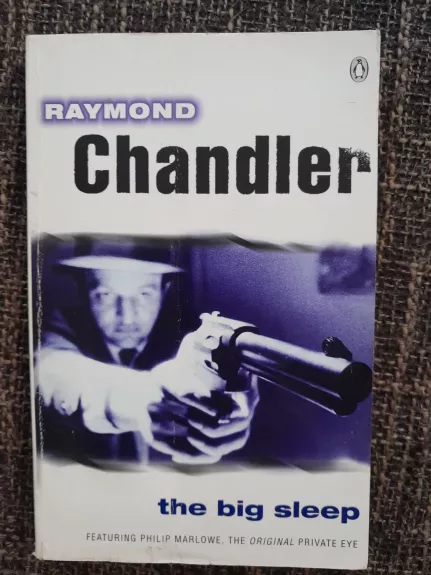 RAYMOND
Chandler
the big sleep
FEATURING PHILIP MARLOWE, THE ORIGINAL PRIVATE EYE